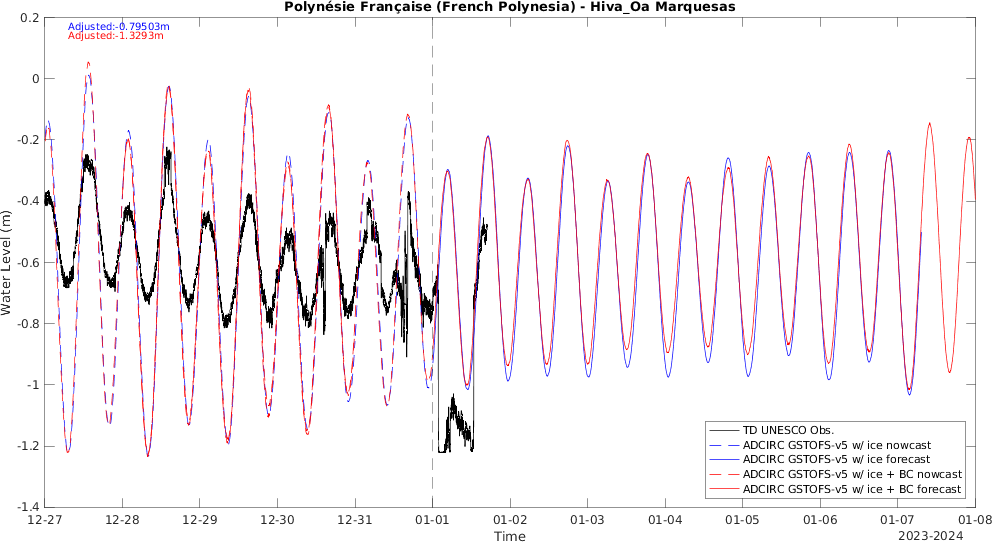 Polynésie Française (French Polynesia) - Hiva_Oa Marquesas
Adjusted:-0.79503m
Adjusted:-1.3293m
0.2
0
-0.2
-0.4
-0.6
-0.8
-1
-1.2
-1.4
Water Level (m)
TD UNESCO Obs.
ADCIRC GSTOFS-v5 w/ ice nowcast
ADCIRC GSTOFS-v5 w/ ice forecast
ADCIRC GSTOFS-v5 w/ ice + BC nowcast
ADCIRC GSTOFS-v5 w/ ice + BC forecast
12-27 12-28 12-29 12-30 12-31 01-01 01-02 01-03 01-04 01-05 01-06 01-07 01-08
Time
2023-2024